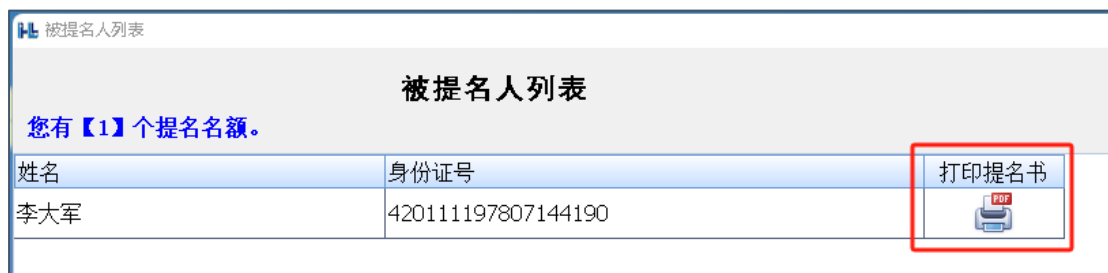 被提名人列表
被提名人列表
您有【1】个提名名额。
姓名 身份证号 打印提名书
李大军 420111197807144190 PDF